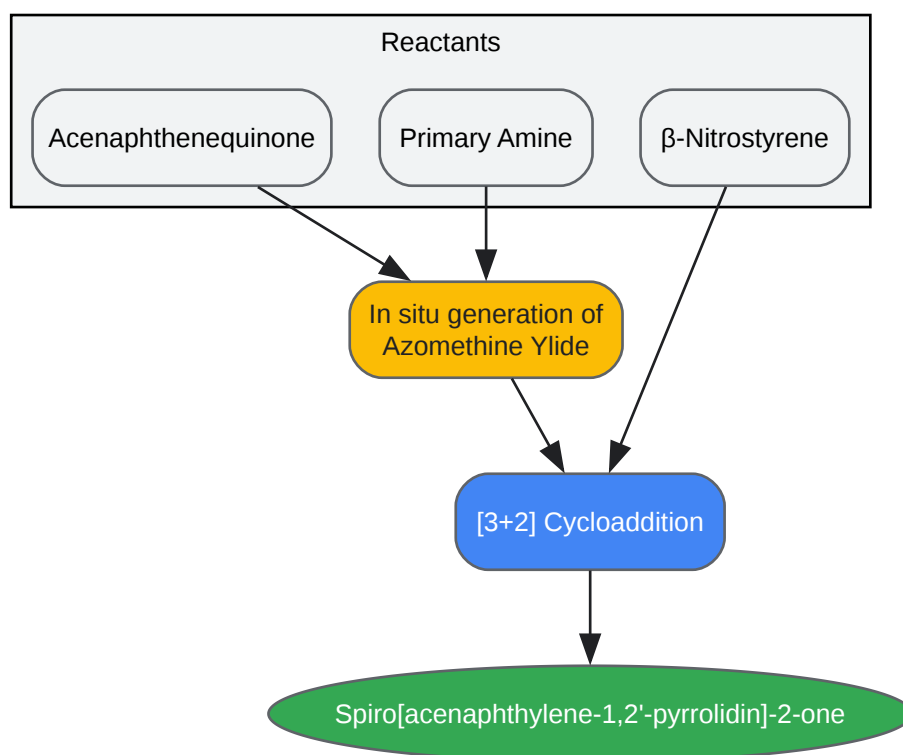 Reactants
Acenaphthenequinone
Primary Amine
β-Nitrostyrene
In situ generation of
Azomethine Ylide
[3+2] Cycloaddition
Spiro[acenaphthylene-1,2'-pyrrolidin]-2-one